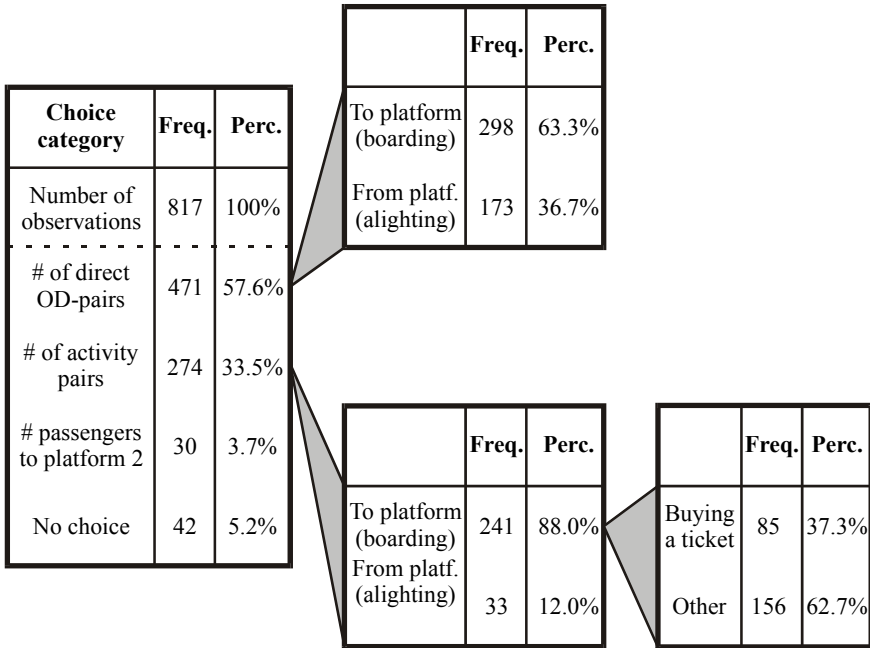 Freq. Perc.
To platform 298 63.3%
(boarding)
From platf. 173 36.7%
(alighting)
Choice category Freq. Perc.
Number of observations 817 100%
# of direct OD-pairs 471 57.6%
# of activity pairs 274 33.5%
# passengers to platform 2 30 3.7%
No choice 42 5.2%
Freq. Perc.
To platform 241 88.0%
(boarding)
From platf.
(alighting)
33 12.0%
Freq. Perc.
Buying a ticket 85 37.3%
Other 156 62.7%